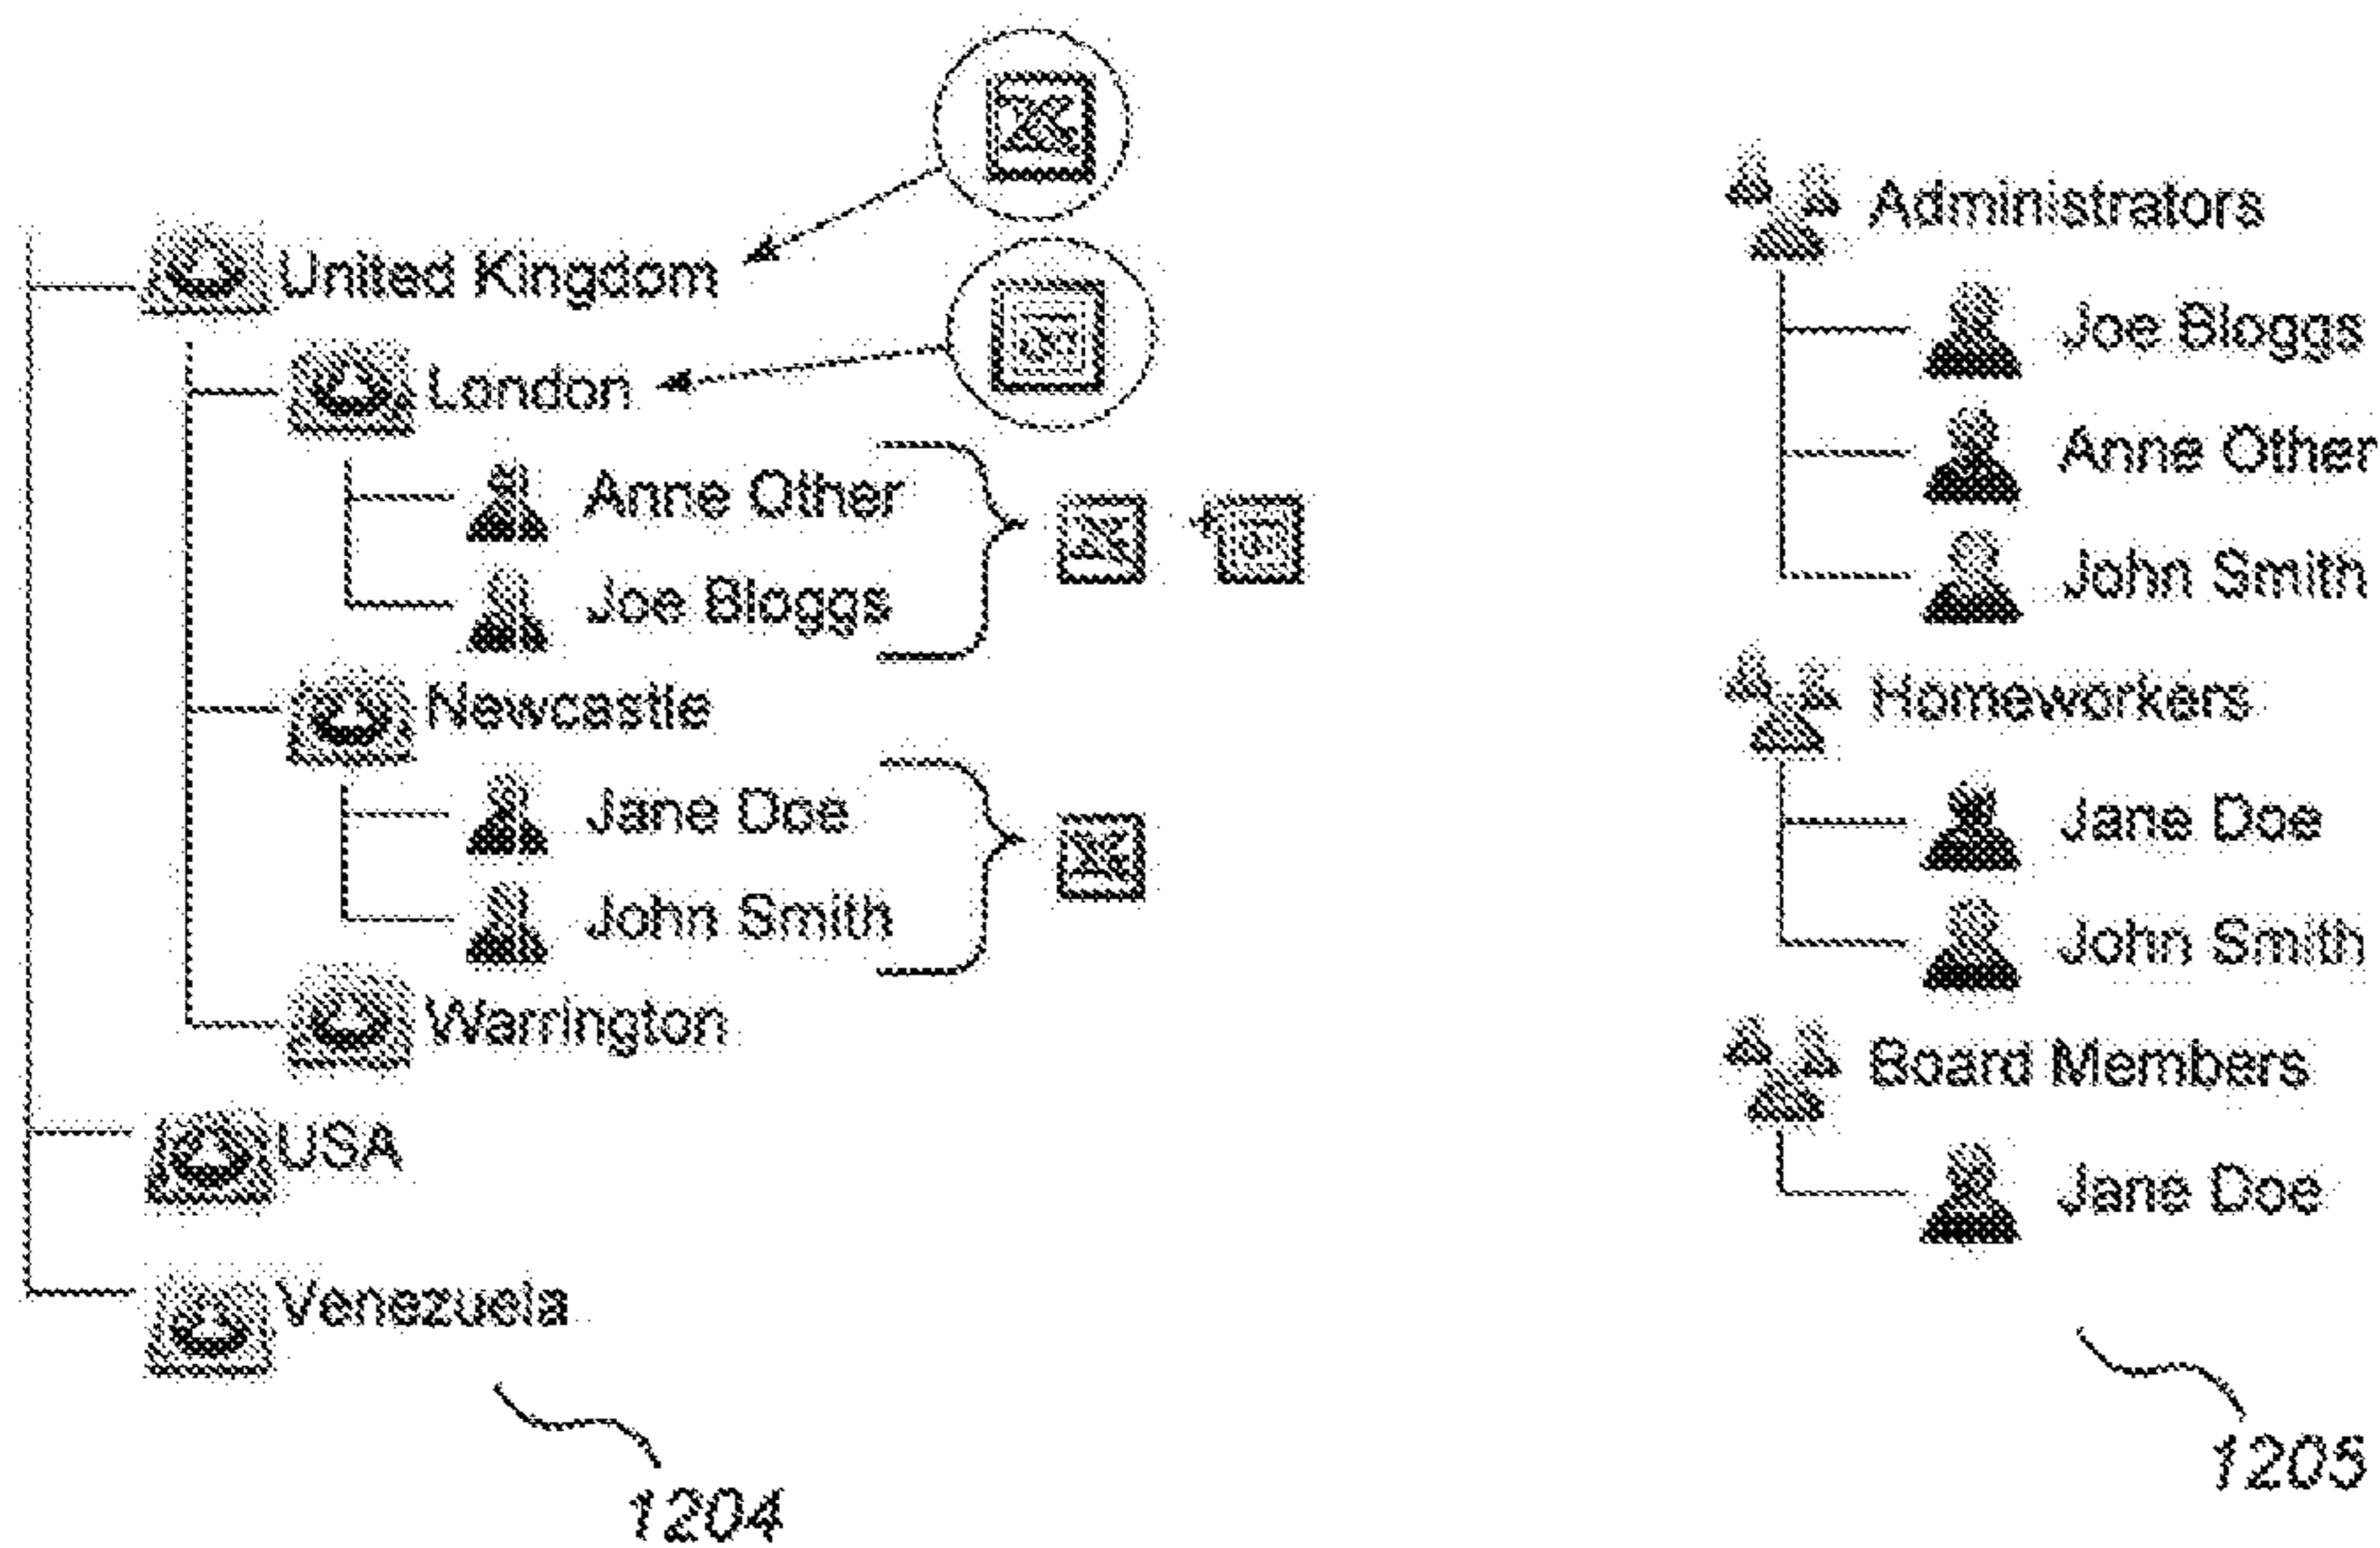 United Kingdom
London
Anne Other
+
Joe Bloggs
Newcastle
Jane Doe
John Smith
Warrington
USA
Venezuela
1204
Administrators
Joe Bloggs
Anne Other
John Smith
Homeworkers
Jane Doe
John Smith
Board Members
Jane Doe
1205